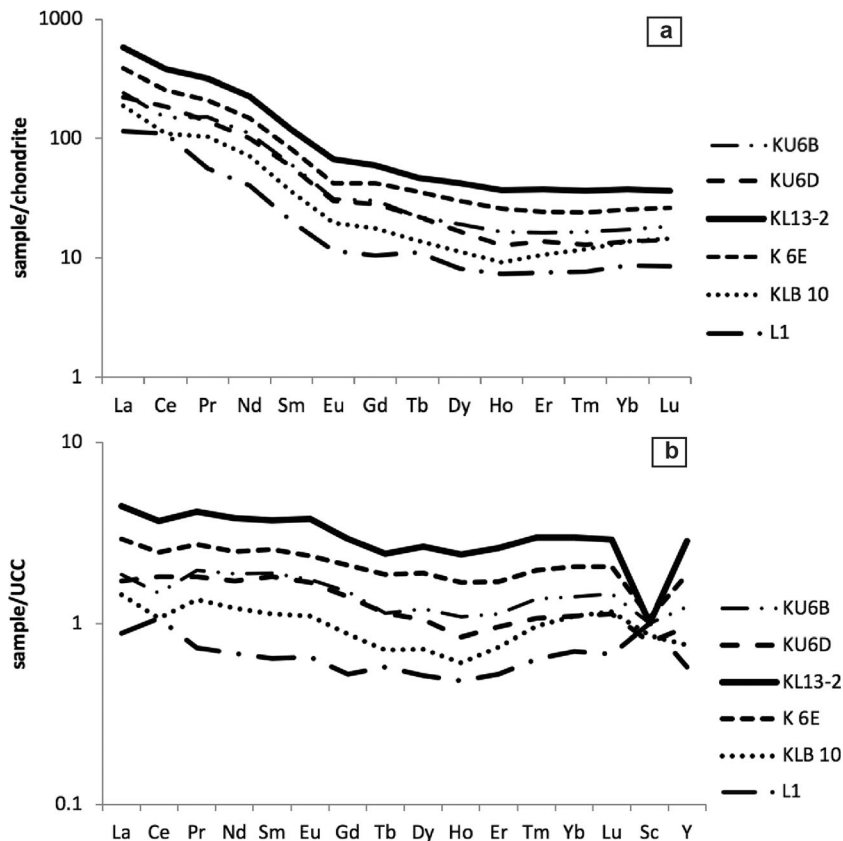 1000
a
100
10
1
sample/chondrite
La Ce Pr Nd Sm Eu Gd Tb Dy Ho Er Tm Yb Lu
KU6B
KU6D
KL13-2
K 6E
KLB 10
L1
10
b
1
0.1
sample/UCC
La Ce Pr Nd Sm Eu Gd Tb Dy Ho Er Tm Yb Lu Sc Y
KU6B
KU6D
KL13-2
K 6E
KLB 10
L1